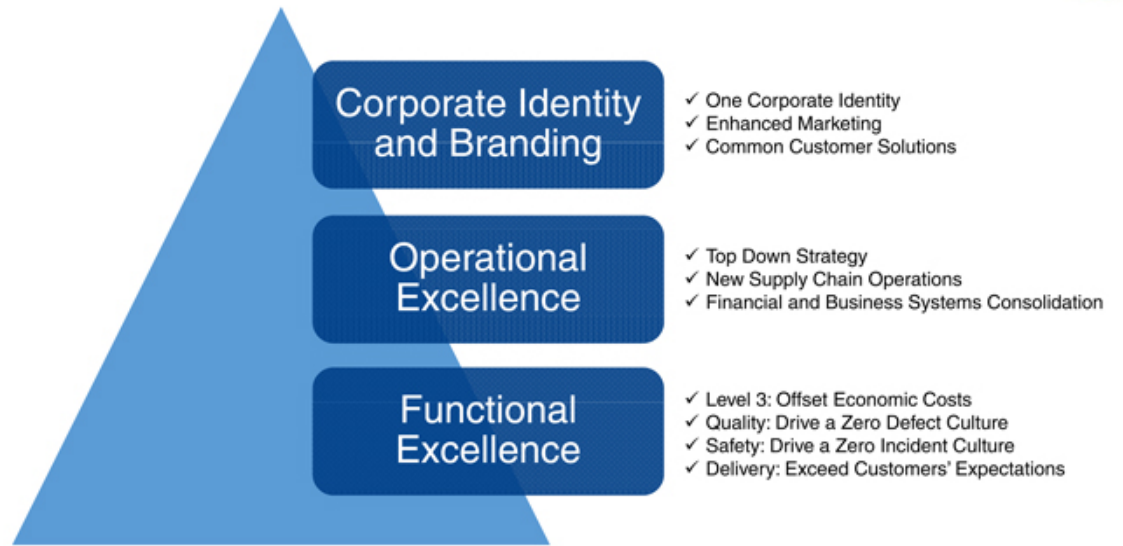 Corporate Identity
and Branding
✓ One Corporate Identity
✓ Enhanced Marketing
✓ Common Customer Solutions
Operational
Excellence
✓ Top Down Strategy
✓ New Supply Chain Operations
✓ Financial and Business Systems Consolidation
Functional
Excellence
✓ Level 3: Offset Economic Costs
✓ Quality: Drive a Zero Defect Culture
✓ Safety: Drive a Zero Incident Culture
✓ Delivery: Exceed Customers’ Expectations